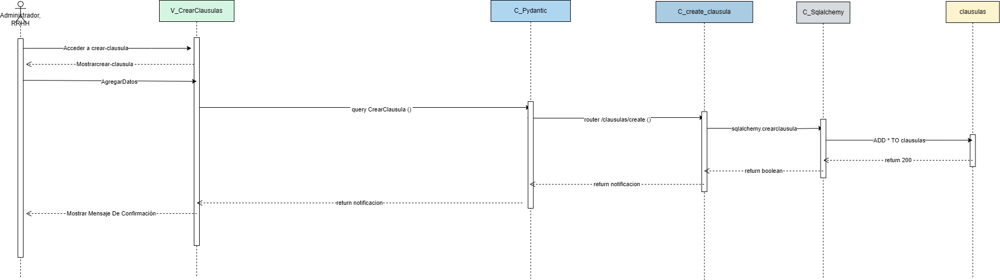 Administrador,
RRHH
V_CrearClausulas
C_Pydantic
C_create_clausula
C_Sqlalchemy
clausulas
Acceder a crear-clausula
Mostrarcrear-clausula
AgregarDatos
query CrearClausula ()
router /clausulas/create ()
sqlalchemy.crearclausula
ADD * TO clausulas
return 200
return boolean
return notificacion
return notificacion
Mostrar Mensaje De Confirmación